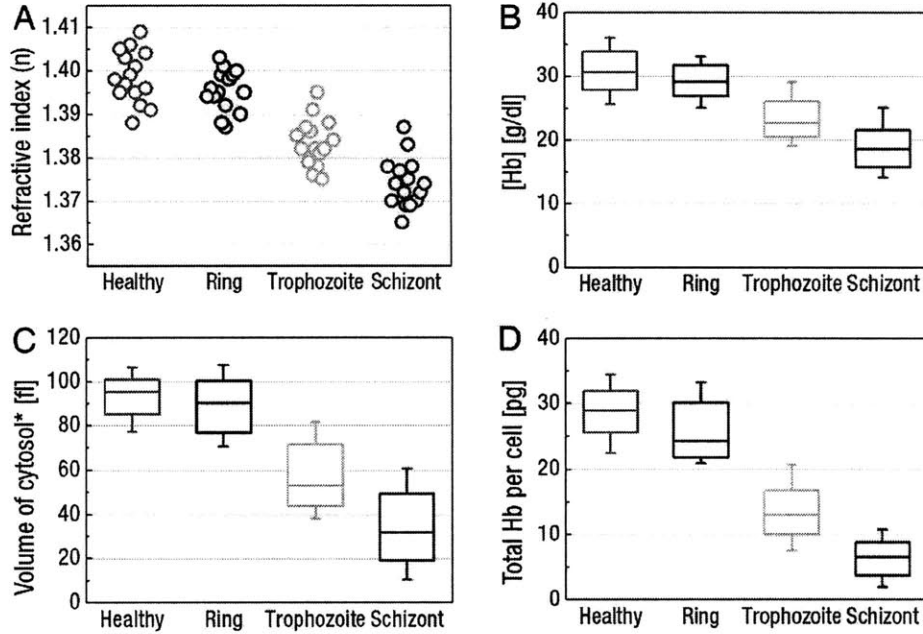 A
Refractive index (n)
1.41
1.40
1.39
1.38
1.37
1.36
Healthy Ring Trophozoite Schizont
B
[Hb] [g/dl]
40
30
20
10
0
Healthy Ring Trophozoite Schizont
C
Volume of cytosol* [fl]
120
100
80
60
40
20
0
Healthy Ring Trophozoite Schizont
D
Total Hb per cell [pg]
40
30
20
10
0
Healthy Ring Trophozoite Schizont